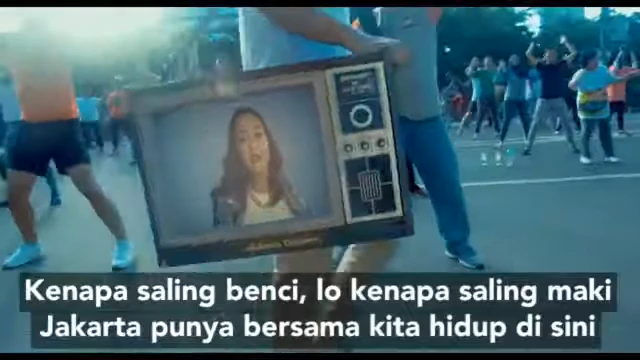 Kenapa saling benci, lo kenapa saling maki
Jakarta punya bersama kita hidup di sini